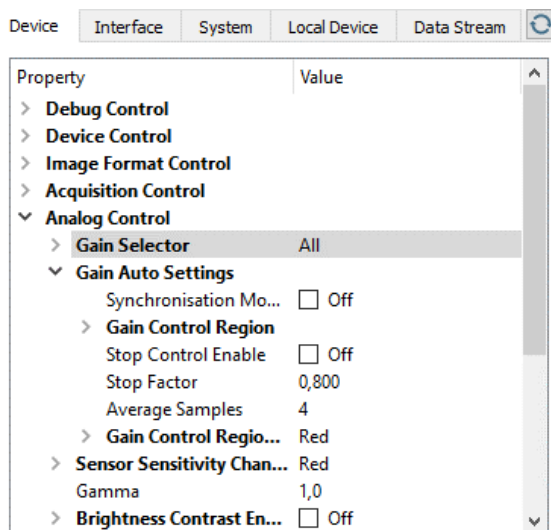 Device Interface System Local Device Data Stream
Property Value
Debug Control
Device Control
Image Format Control
Acquisition Control
Analog Control
Gain Selector All
Gain Auto Settings
Synchronisation Mo... Off
Gain Control Region
Stop Control Enable Off
Stop Factor 0,800
Average Samples 4
Gain Control Regio... Red
Sensor Sensitivity Chan... Red
Gamma 1,0
Brightness Contrast En... Off